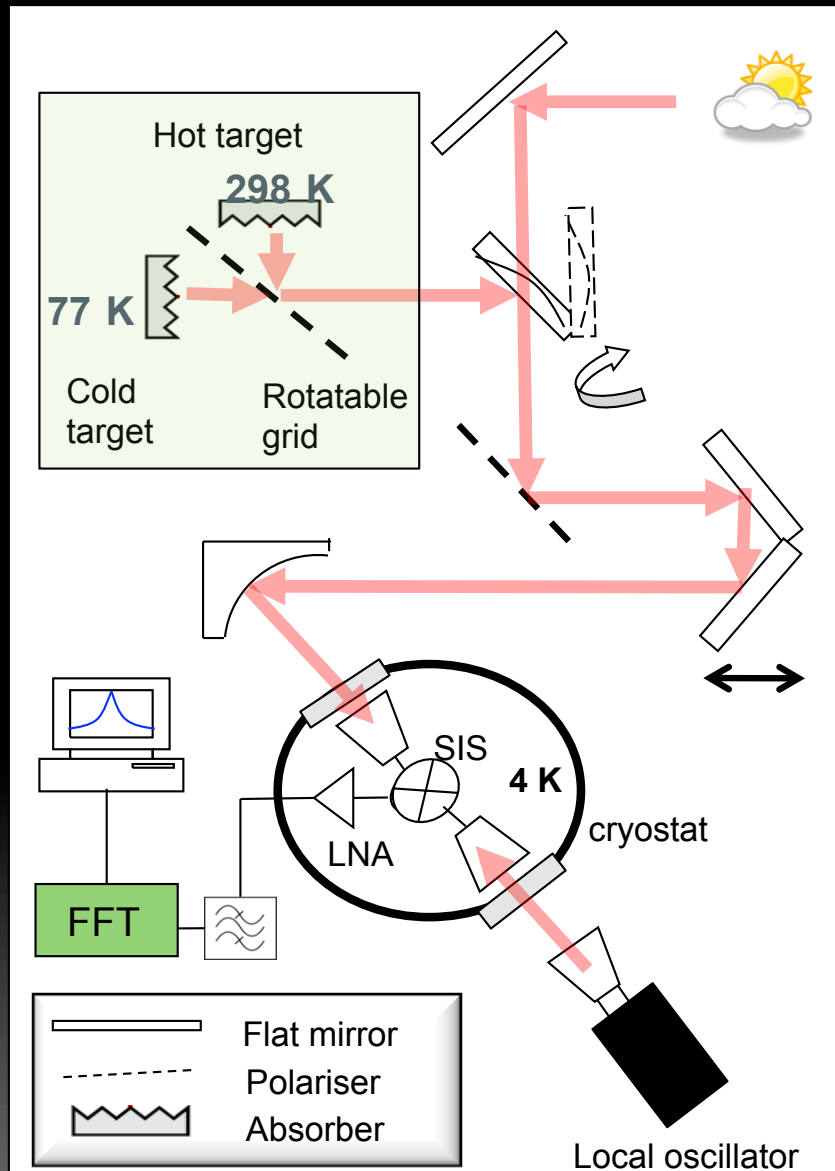 Hot target
298 K
77 K
Cold
target
Rotatable
grid
SIS
4 K
cryostat
LNA
FFT
Flat mirror
Polariser
Absorber
Local oscillator